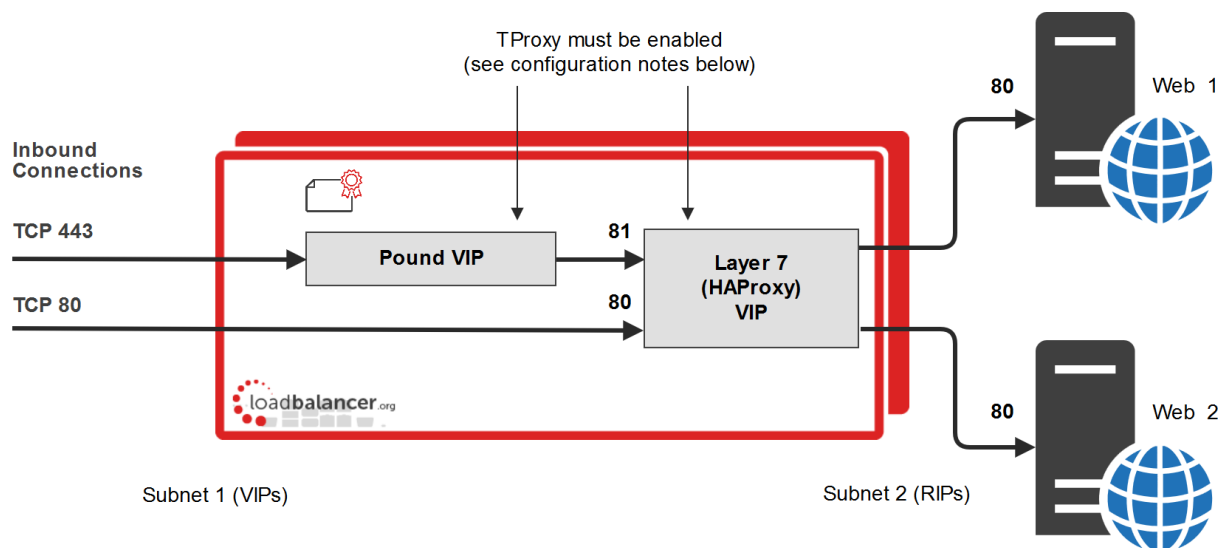 TProxy must be enabled
(see configuration notes below)
80
Web 1
Inbound
Connections
TCP 443
Pound VIP
81
Layer 7
(HAProxy)
VIP
TCP 80
80
loadbalancer.org
80
Web 2
Subnet 1 (VIPs)
Subnet 2 (RIPs)